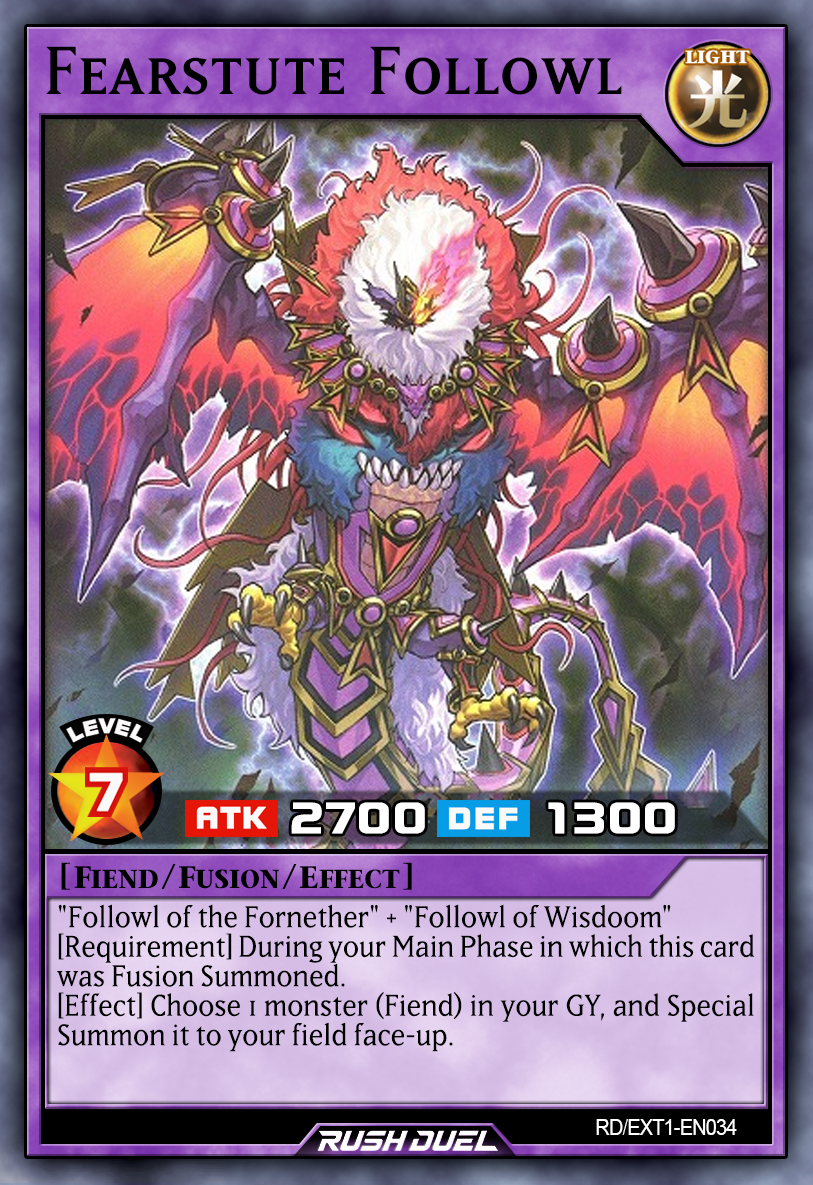 Fearstute Followl
LIGHT
光
LEVEL
7
ATK 2700 DEF 1300
[Fiend/Fusion/Effect]
"Followl of the Fornether" + "Followl of Wisdoom"
[Requirement] During your Main Phase in which this card
was Fusion Summoned.
[Effect] Choose 1 monster (Fiend) in your GY, and Special
Summon it to your field face-up.
RD/EXT1-EN034
RUSH DUEL